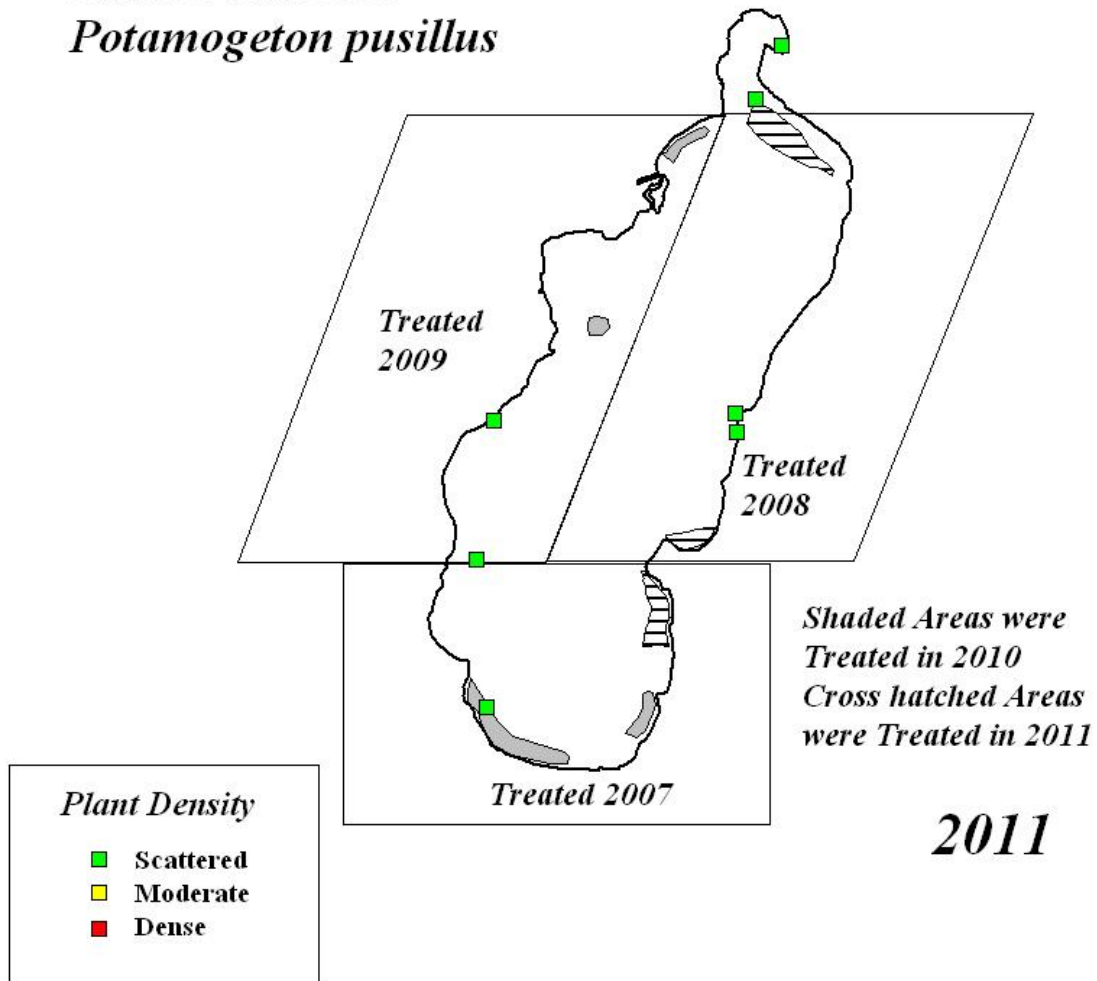 Potamogeton pusillus
Treated
2009
Treated
2008
Shaded Areas were
Treated in 2010
Cross hatched Areas
were Treated in 2011
Treated 2007
2011
Plant Density
Scattered
Moderate
Dense